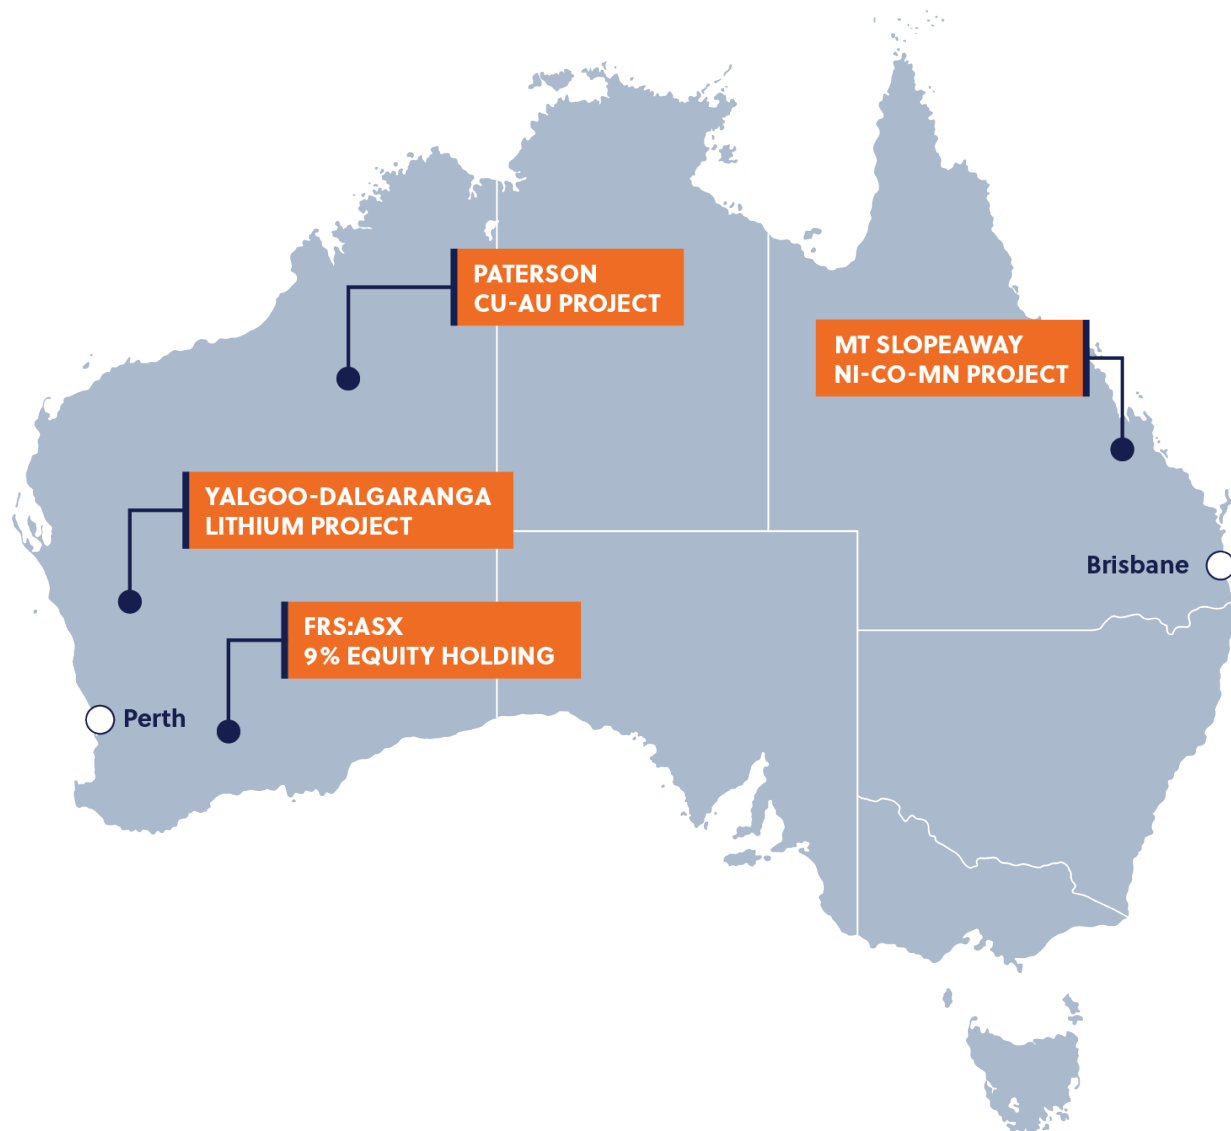 PATERSON
CU-AU PROJECT
MT SLOPEAWAY
NI-CO-MN PROJECT
YALGOO-DALGARANGA
LITHIUM PROJECT
Brisbane
FRS:ASX
9% EQUITY HOLDING
Perth